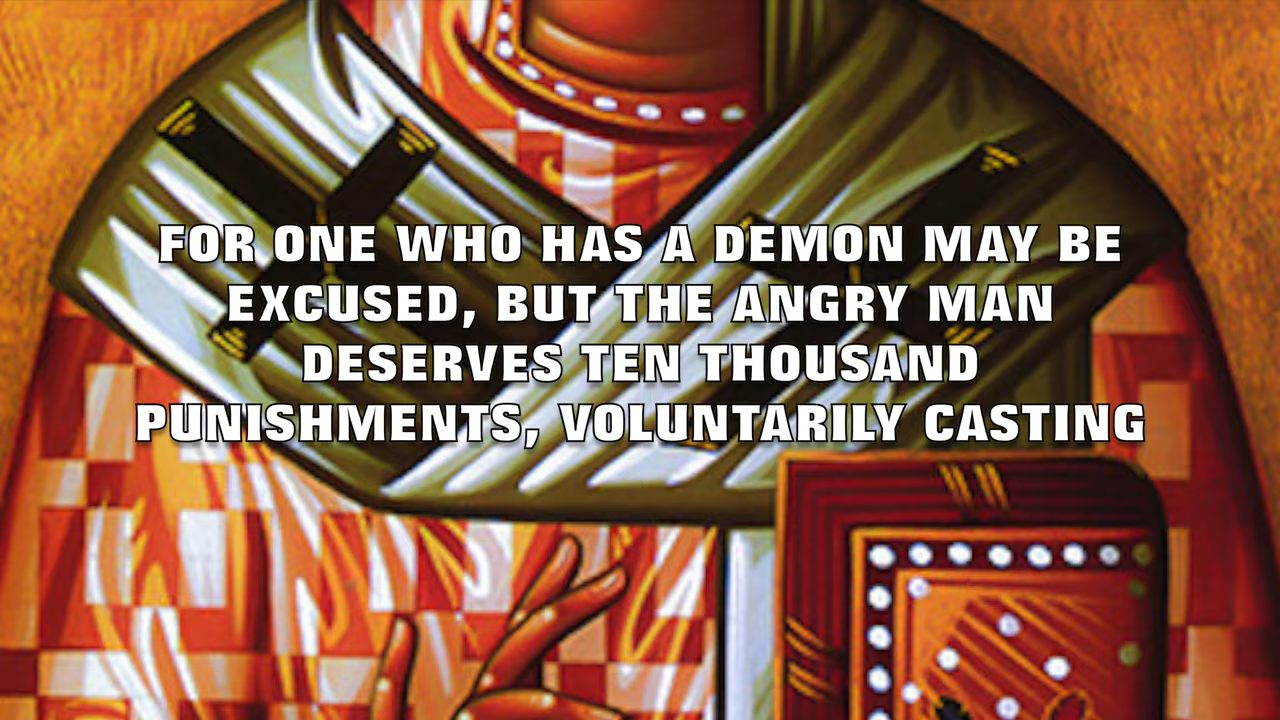 FOR ONE WHO HAS A DEMON MAY BE
EXCUSED, BUT THE ANGRY MAN
DESERVES TEN THOUSAND
PUNISHMENTS, VOLUNTARILY CASTING